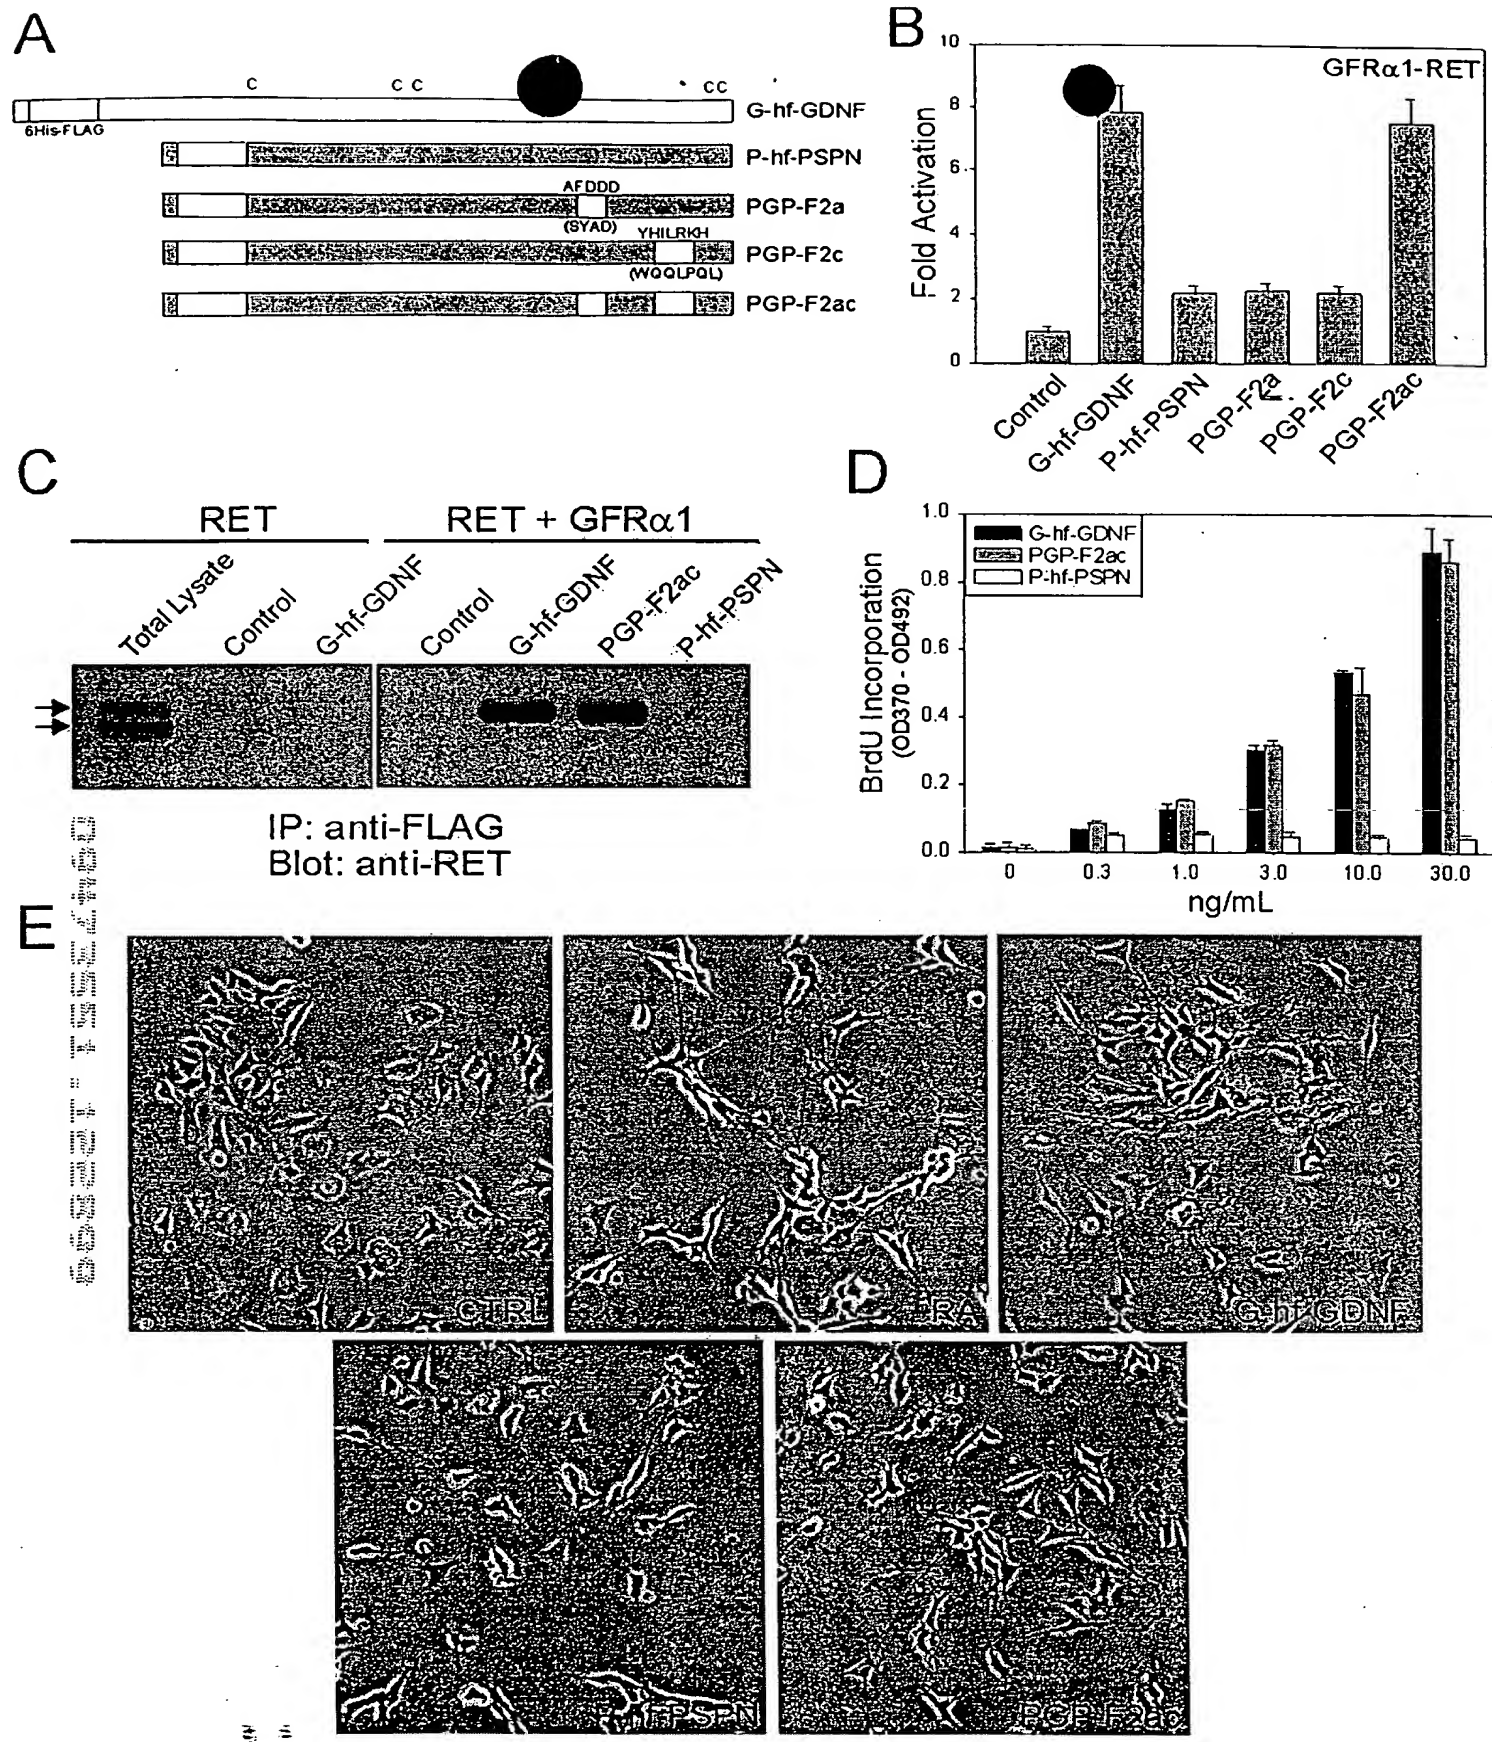 A
C
C C
CC
G-hf-GDNF
6His-FLAG
P-hf-PSPN
AFDDD
PGP-F2a
(SYAD)
YHILRKH
PGP-F2c
(WQQLPQL)
PGP-F2ac
B
GFRα1-RET
Fold Activation
10
8
6
4
2
0
Control
G-hf-GDNF
P-hf-PSPN
PGP-F2a
PGP-F2c
PGP-F2ac
C
RET
RET + GFRα1
Total Lysate
Control
G-hf-GDNF
Control
G-hf-GDNF
PGP-F2ac
P-hf-PSPN
IP: anti-FLAG
Blot: anti-RET
D
BrdU Incorporation
(OD370 - OD492)
1.0
0.8
0.6
0.4
0.2
0.0
G-hf-GDNF
PGP-F2ac
P-hf-PSPN
0
0.3
1.0
3.0
10.0
30.0
ng/mL
E
CTRL
RA
G-hf-GDNF